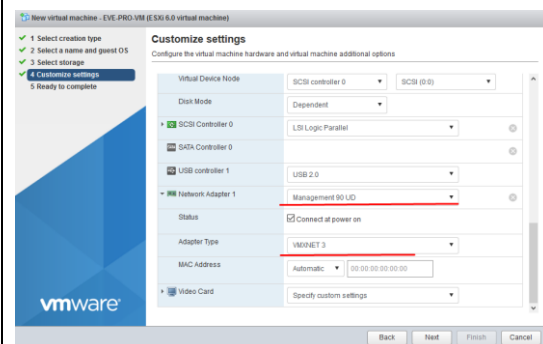 New virtual machine - EVE-PRO-VM (ESXi 6.0 virtual machine)
1 Select creation type
2 Select a name and guest OS
3 Select storage
4 Customize settings
5 Ready to complete
Customize settings
Configure the virtual machine hardware and virtual machine additional options
Virtual Device Node SCSI controller 0 SCSI (0:0)
Disk Mode Dependent
SCSI Controller 0 LSI Logic Parallel
SATA Controller 0
USB controller 1 USB 2.0
Network Adapter 1 Management 90 UD
Status Connect at power on
Adapter Type VMXNET 3
MAC Address Automatic 00:00:00:00:00:00
Video Card Specify custom settings
vmware
Back Next Finish Cancel